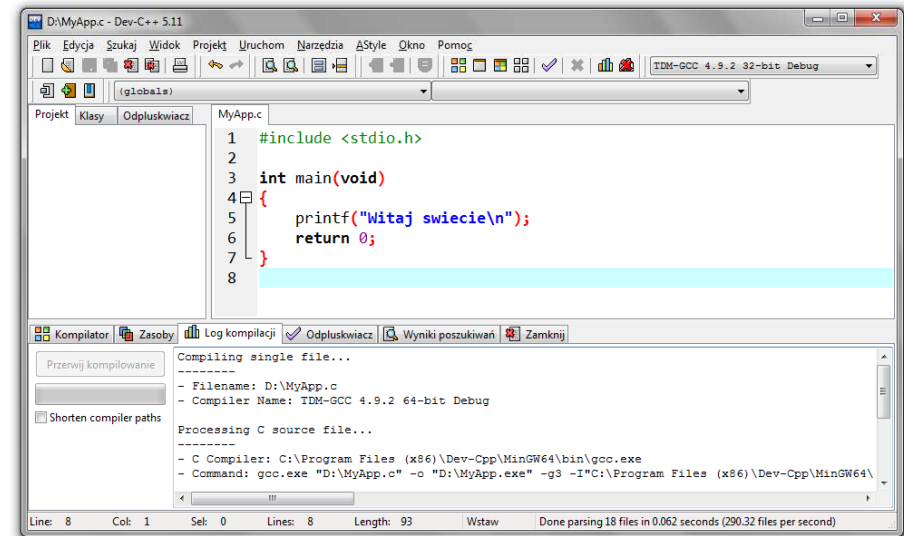 D:\MyApp.c - Dev-C++ 5.11
Plik Edycja Szukaj Widok Projekt Uruchom Narzędzia AStyle Okno Pomoc
TDM-GCC 4.9.2 32-bit Debug
(globals)
Projekt Klasy Odpluskwiacz MyApp.c
1 #include <stdio.h>
2
3 int main(void)
4 {
5 printf("Witaj swiecie\n");
6 return 0;
7 }
8
Kompilator Zasoby Log kompilacji Odpluskwiacz Wyniki poszukiwań Zamknij
Przerwij kompilowanie
Shorten compiler paths
Compiling single file...
--------
- Filename: D:\MyApp.c
- Compiler Name: TDM-GCC 4.9.2 64-bit Debug
Processing C source file...
--------
- C Compiler: C:\Program Files (x86)\Dev-Cpp\MinGW64\bin\gcc.exe
- Command: gcc.exe "D:\MyApp.c" -o "D:\MyApp.exe" -g3 -I"C:\Program Files (x86)\Dev-Cpp\MinGW64\
Line: 8 Col: 1 Sel: 0 Lines: 8 Length: 93 Wstaw Done parsing 18 files in 0.062 seconds (290.32 files per second)